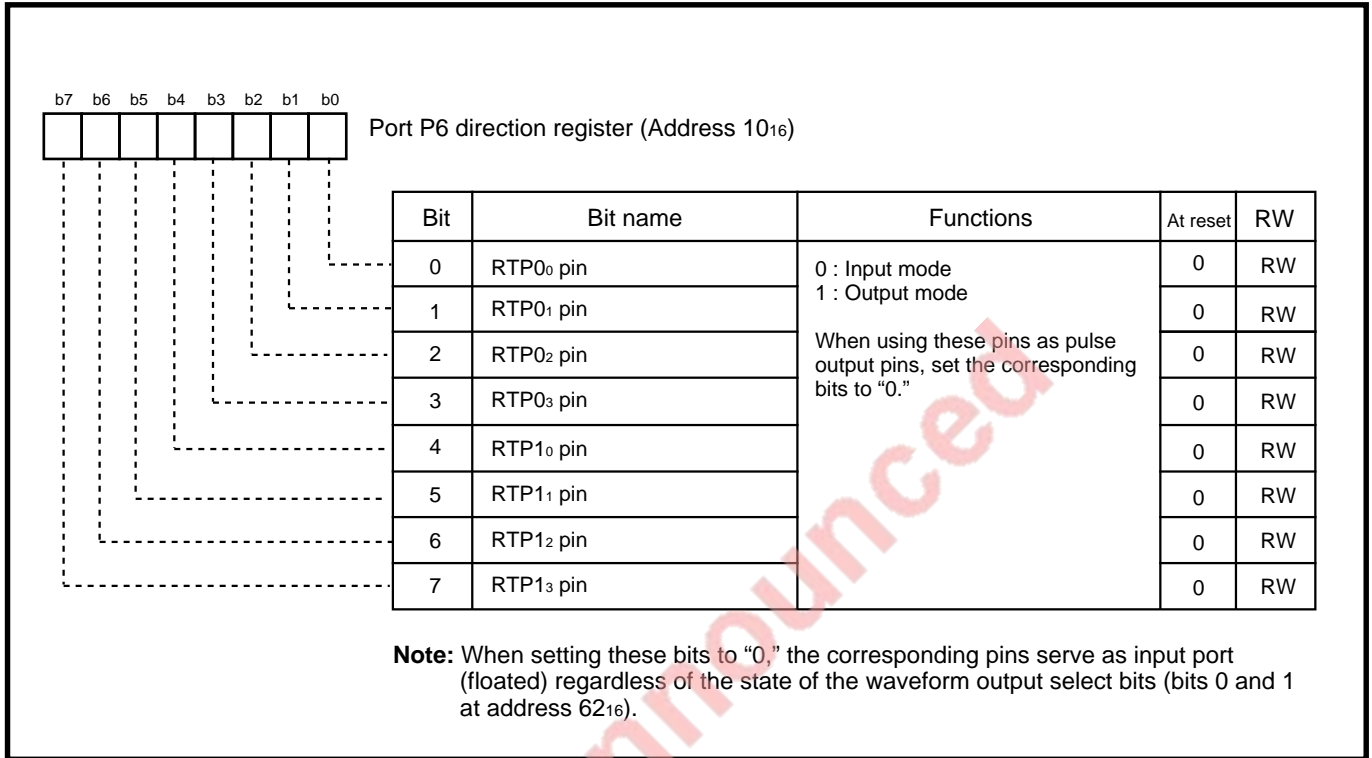 b7 b6 b5 b4 b3 b2 b1 b0
Port P6 direction register (Address 10₁₆)
Bit Bit name Functions At reset RW
0 RTP0₀ pin 0 : Input mode 0 RW
1 RTP0₁ pin 1 : Output mode 0 RW
2 RTP0₂ pin When using these pins as pulse 0 RW
output pins, set the corresponding
3 RTP0₃ pin bits to “0.” 0 RW
4 RTP1₀ pin 0 RW
5 RTP1₁ pin 0 RW
6 RTP1₂ pin 0 RW
7 RTP1₃ pin 0 RW
Note: When setting these bits to “0,” the corresponding pins serve as input port
(floated) regardless of the state of the waveform output select bits (bits 0 and 1
at address 62₁₆).